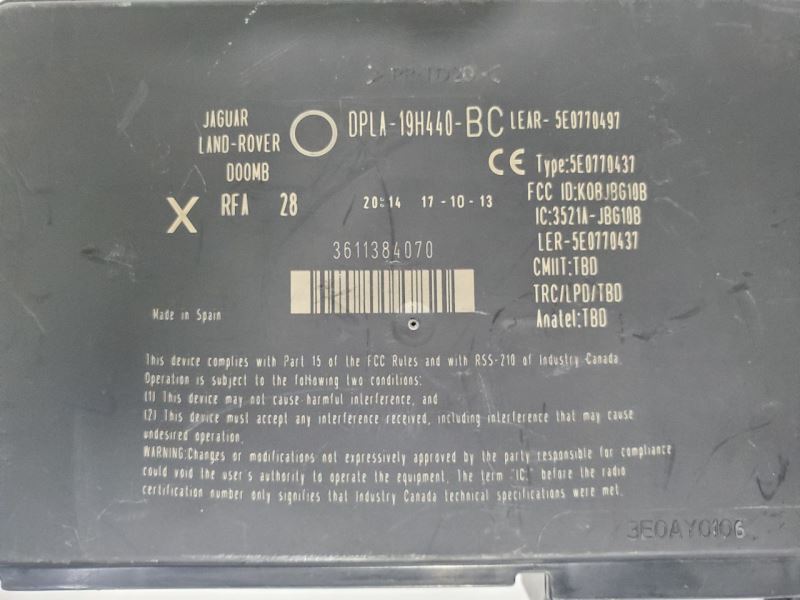 > PP-TD20 <
JAGUAR
LAND-ROVER
D00MB
DPLA-19H440-BC LEAR- 5E0770497
CE Type:5E0770437
FCC ID:KOBJBG10B
IC:3521A-JBG10B
LER-5E0770437
CMIIT:TBD
TRC/LPD/TBD
Anatel:TBD
X RFA 28 20:14 17-10-13
3611384070
Made in Spain
This device complies with Part 15 of the FCC Rules and with RSS-210 of Industry Canada.
Operation is subject to the following two conditions:
(1) This device may not cause harmful interference, and
(2) This device must accept any interference received, including interference that may cause
undesired operation.
WARNING:Changes or modifications not expressively approved by the party responsible for compliance
could void the user's authority to operate the equipment. The term "IC:" before the radio
certification number only signifies that Industry Canada technical specifications were met.
3E0AY0106